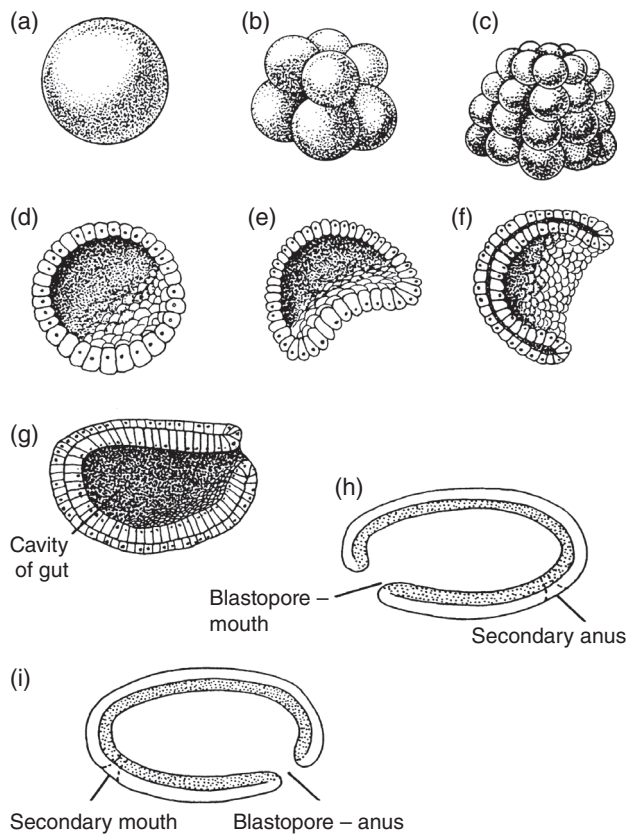 (a)
(b)
(c)
(d)
(e)
(f)
(g)
Cavity
of gut
(h)
Blastopore –
mouth
Secondary anus
(i)
Secondary mouth
Blastopore – anus